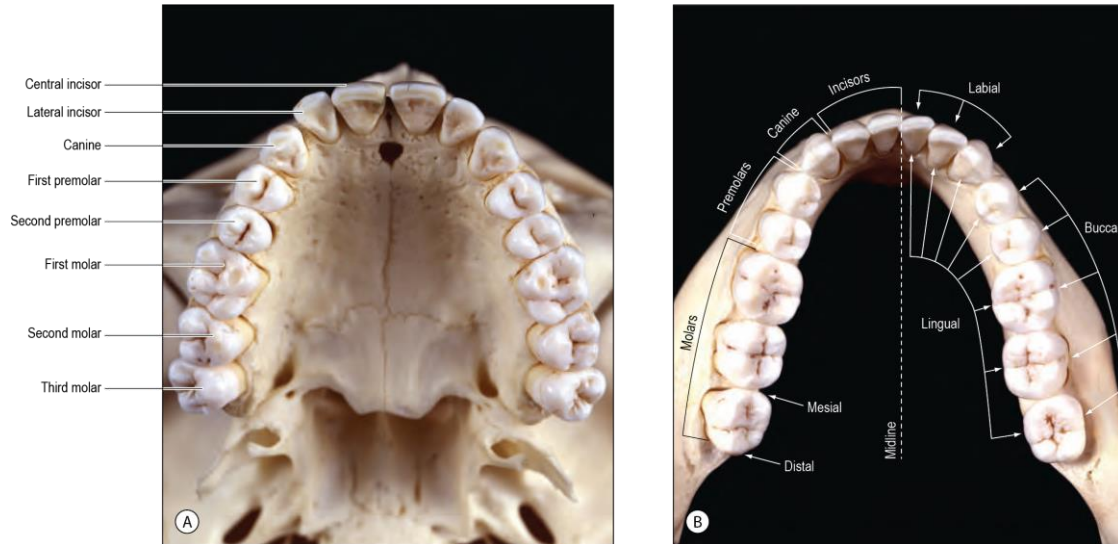 Central incisor
Lateral incisor
Canine
First premolar
Second premolar
First molar
Second molar
Third molar
A
Incisors
Labial
Canine
Premolars
Bucca
Molars
Lingual
Mesial
Midline
Distal
B